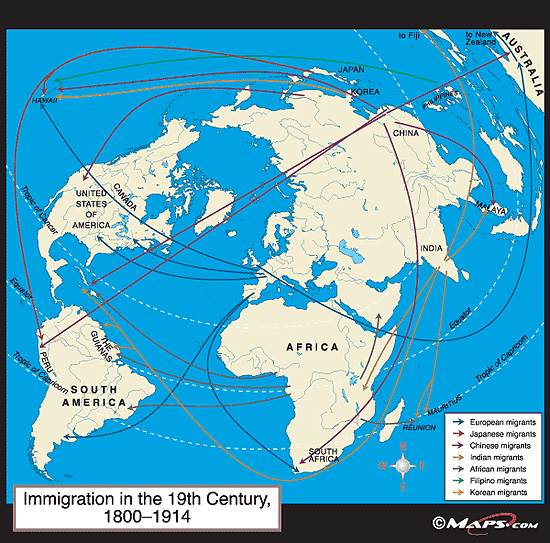 to Fiji
to New
Zealand
AUSTRALIA
JAPAN
KOREA
HAWAII
PHILIPPINES
CHINA
MALAYA
CANADA
UNITED
STATES
OF
AMERICA
Tropic of Cancer
INDIA
Equator
Equator
THE
GUIANAS
AFRICA
PERU
Tropic of Capricorn
Tropic of Capricorn
SOUTH
AMERICA
MAURITIUS
RÉUNION
SOUTH
AFRICA
N
W
E
S
European migrants
Japanese migrants
Chinese migrants
Indian migrants
African migrants
Filipino migrants
Korean migrants
Immigration in the 19th Century,
1800–1914
©MAPS.COM